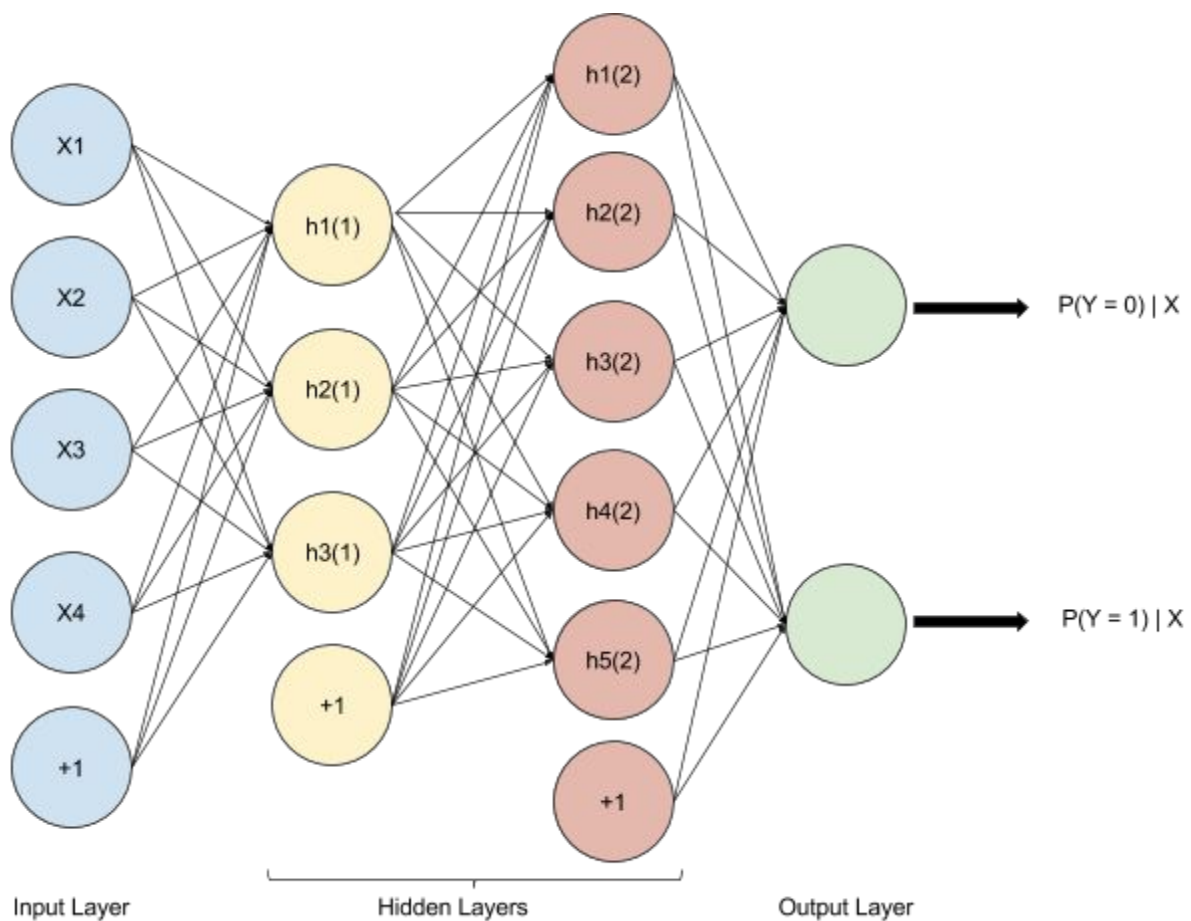 X1
X2
X3
X4
+1
h1(1)
h2(1)
h3(1)
+1
h1(2)
h2(2)
h3(2)
h4(2)
h5(2)
+1
P(Y = 0) | X
P(Y = 1) | X
Input Layer
Hidden Layers
Output Layer